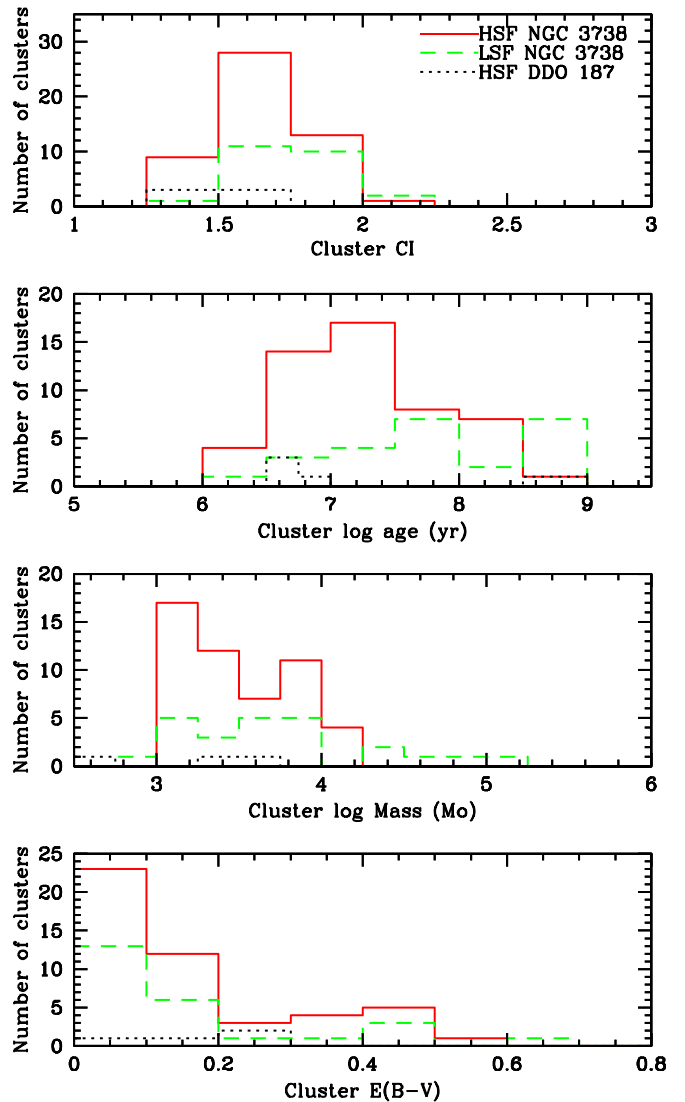 35
30
20
10
0
Number of clusters
HSF NGC 3738
LSF NGC 3738
HSF DDO 187
1 1.5 2 2.5 3
Cluster CI
20
15
10
5
0
Number of clusters
5 6 7 8 9
Cluster log age (yr)
20
15
10
5
0
Number of clusters
3 4 5 6
Cluster log Mass (Mo)
25
20
15
10
5
0
Number of clusters
0 0.2 0.4 0.6 0.8
Cluster E(B-V)